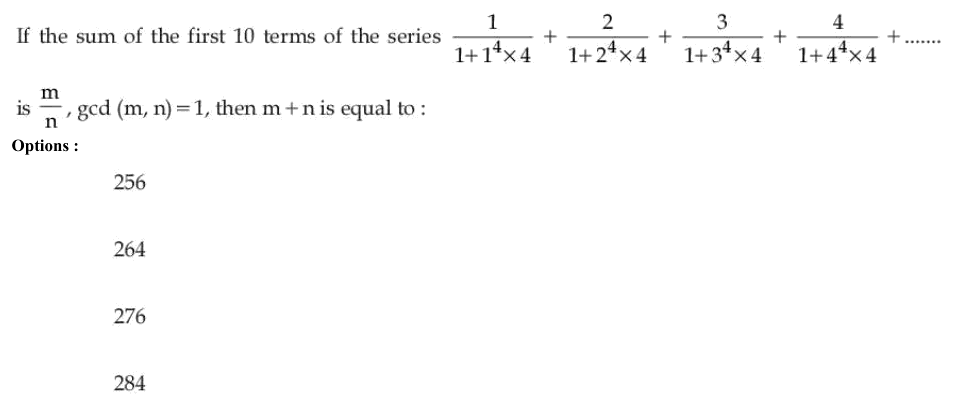 If the sum of the first 10 terms of the series 1/(1+1⁴×4) + 2/(1+2⁴×4) + 3/(1+3⁴×4) + 4/(1+4⁴×4) + .......
is m/n, gcd (m, n) = 1, then m + n is equal to :
Options :
256
264
276
284